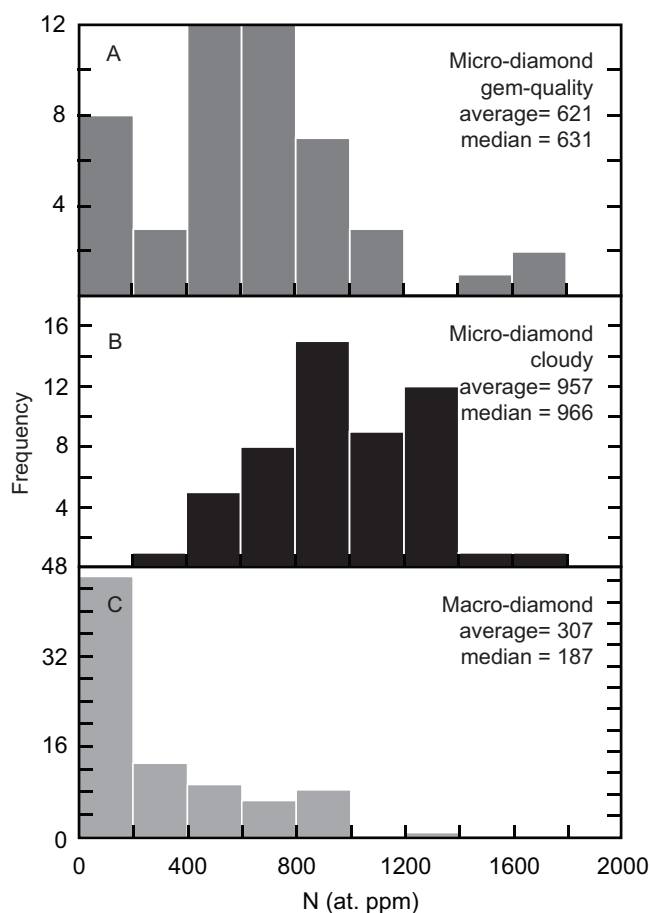 12
A
Micro-diamond
gem-quality
average= 621
median = 631
8
4
16
B
Micro-diamond
cloudy
average= 957
median = 966
12
8
4
Frequency
48
C
Macro-diamond
average= 307
median = 187
32
16
0
0 400 800 1200 1600 2000
N (at. ppm)